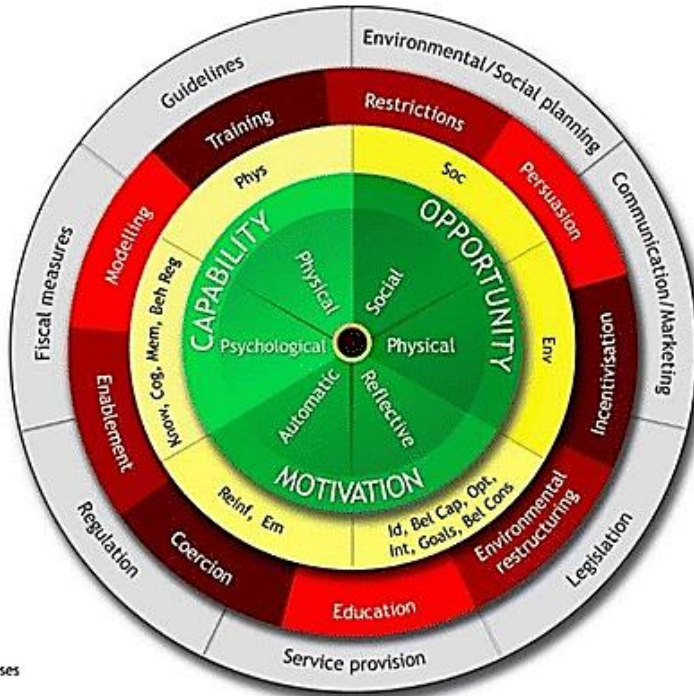 Environmental/Social planning
Communication/Marketing
Legislation
Service provision
Regulation
Fiscal measures
Guidelines
Restrictions
Persuasion
Incentivisation
Environmental
restructuring
Education
Coercion
Enablement
Modelling
Training
Soc
Env
Id, Bel Cap, Opt,
Int, Goals, Bel Cons
Reinf, Em
Know, Cog, Mem, Beh Reg
Phys
CAPABILITY
OPPORTUNITY
MOTIVATION
Physical
Social
Physical
Reflective
Automatic
Psychological
ses